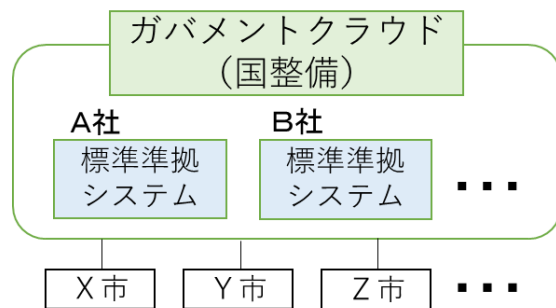 ガバメントクラウド
(国整備)
A社
B社
標準準拠
システム
標準準拠
システム
・・・
X市
Y市
Z市
・・・